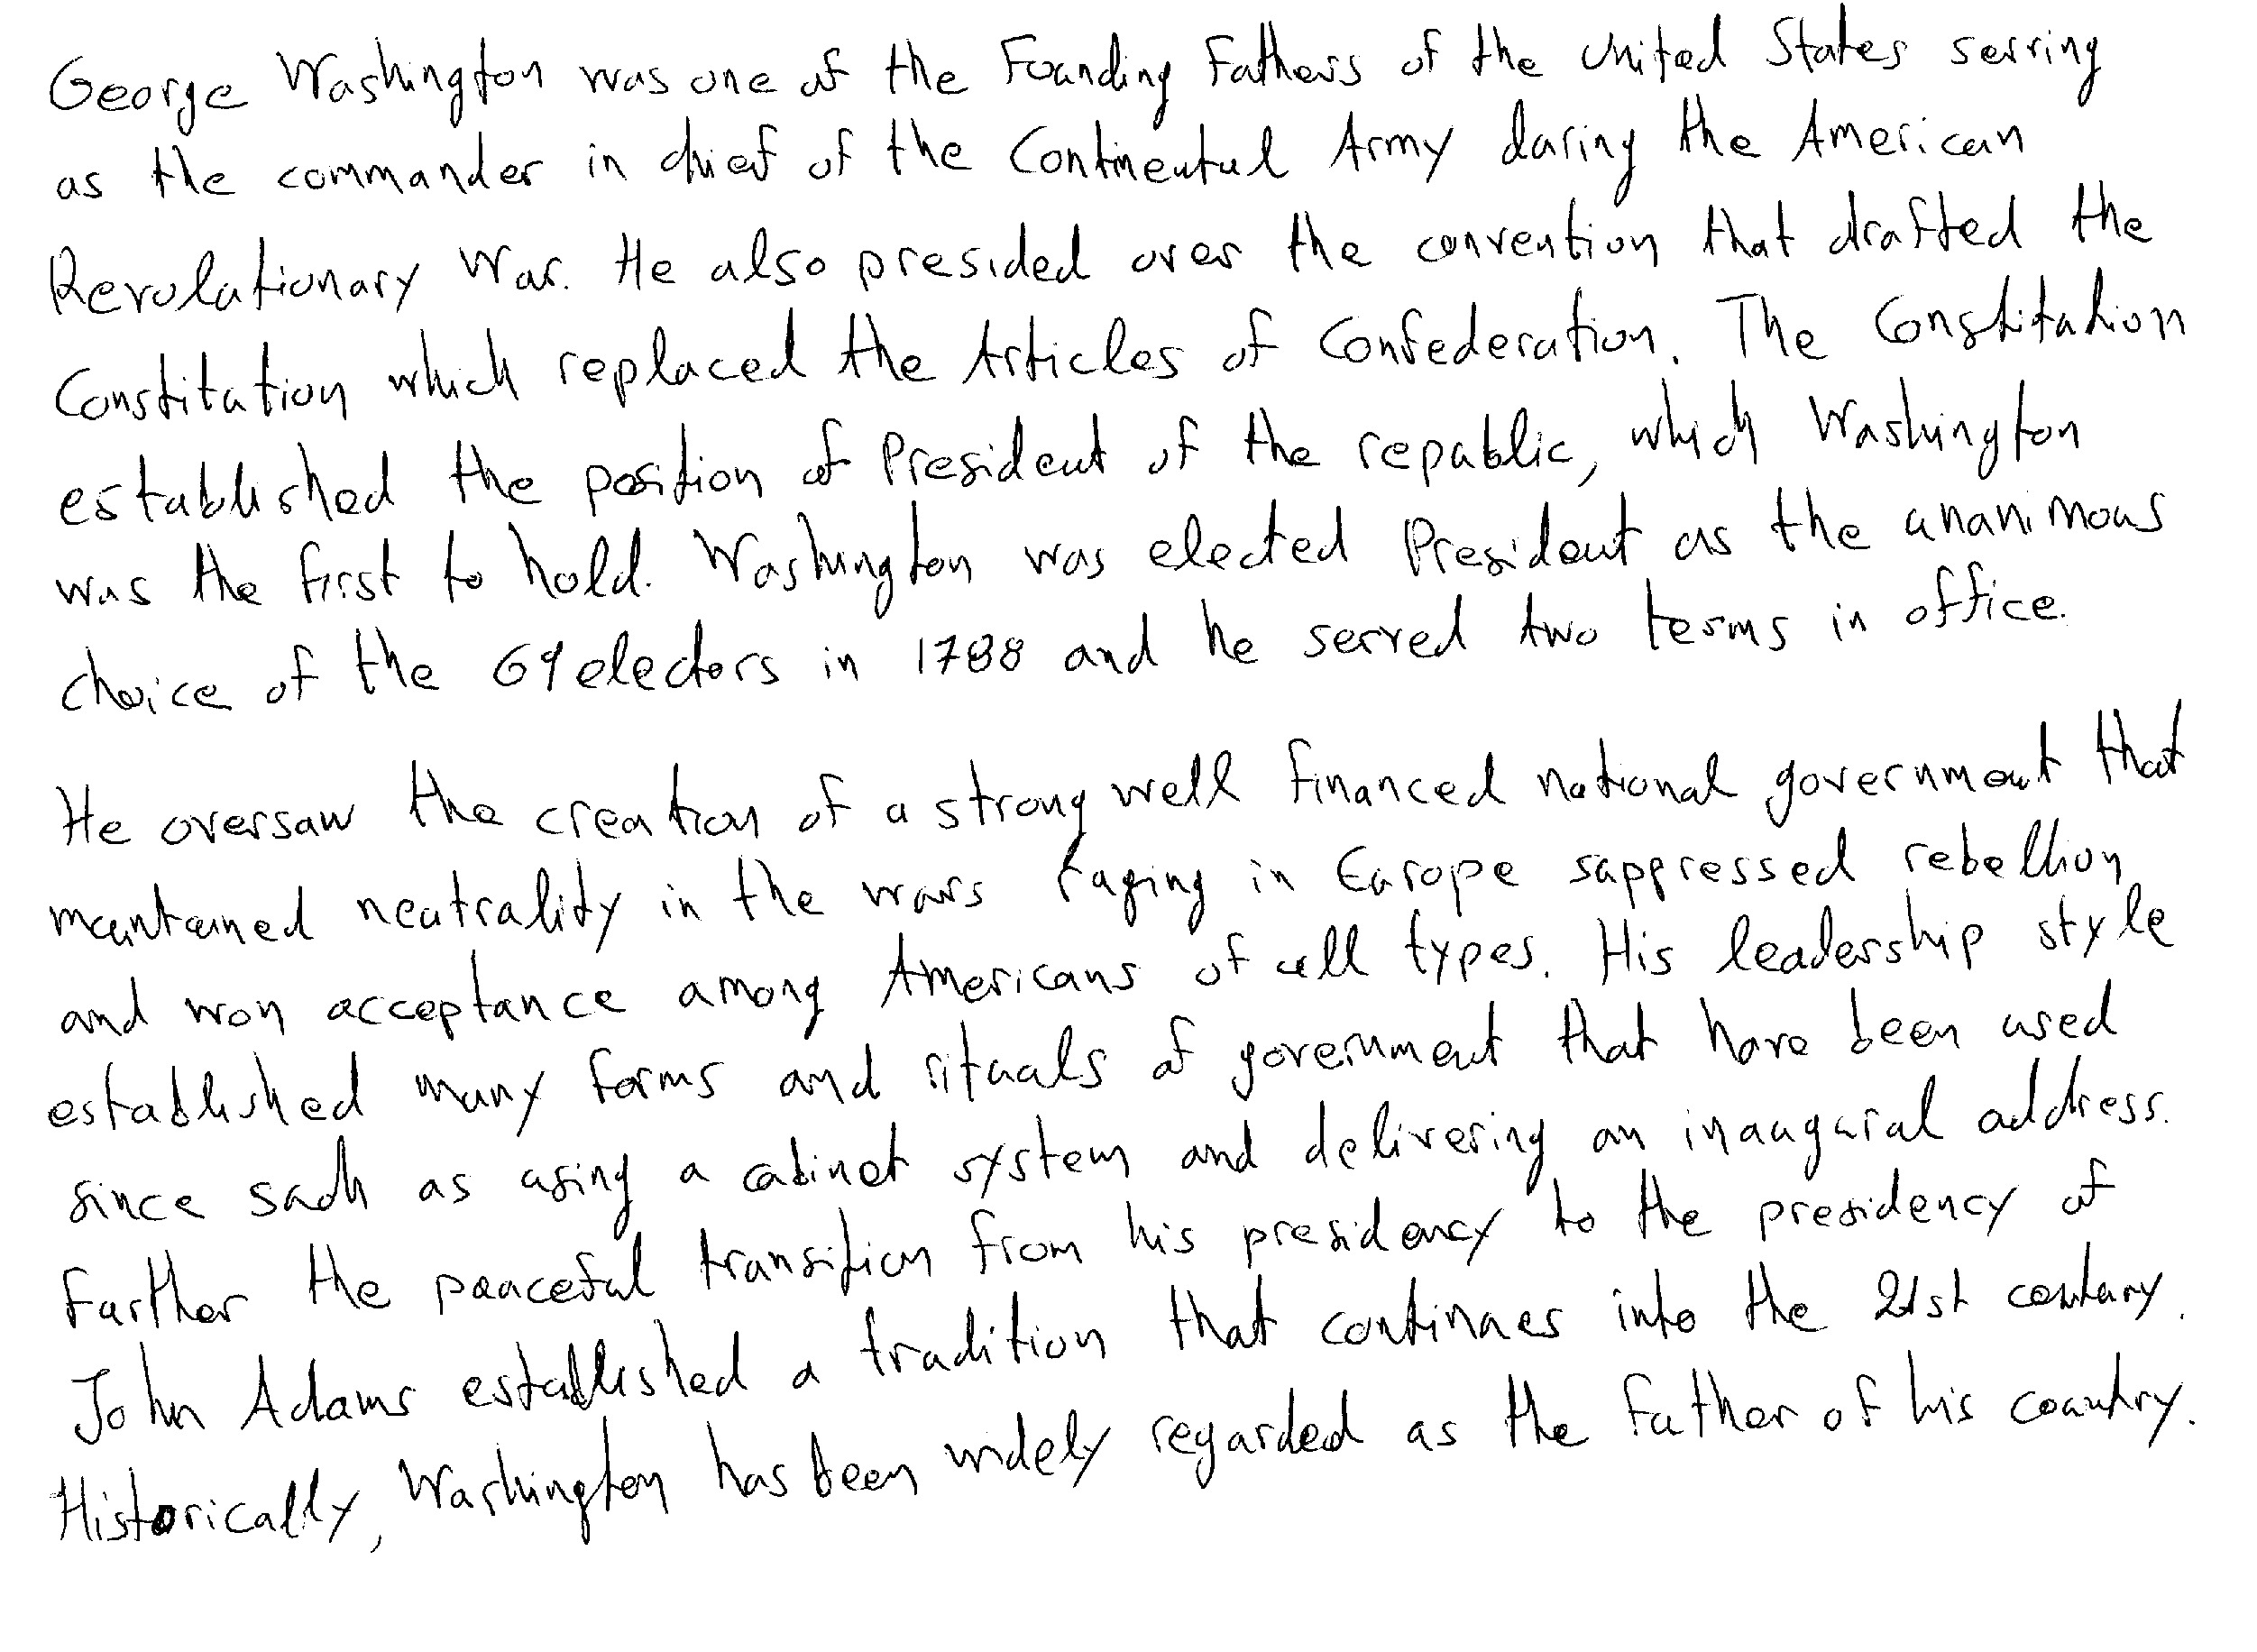 George Washington was one of the Founding Fathers of the United States serving
as the commander in chief of the Continental Army during the American
Revolutionary War. He also presided over the convention that drafted the
Constitution which replaced the Articles of Confederation. The Constitution
established the position of President of the republic, which Washington
was the first to hold. Washington was elected President as the unanimous
choice of the 69 electors in 1788 and he served two terms in office.
He oversaw the creation of a strong well financed national government that
maintained neutrality in the wars raging in Europe suppressed rebellion
and won acceptance among Americans of all types. His leadership style
established many forms and rituals of government that have been used
since such as using a cabinet system and delivering an inaugural address.
Further the peaceful transition from his presidency to the presidency of
John Adams established a tradition that continues into the 21st century.
Historically, Washington has been widely regarded as the father of his country.